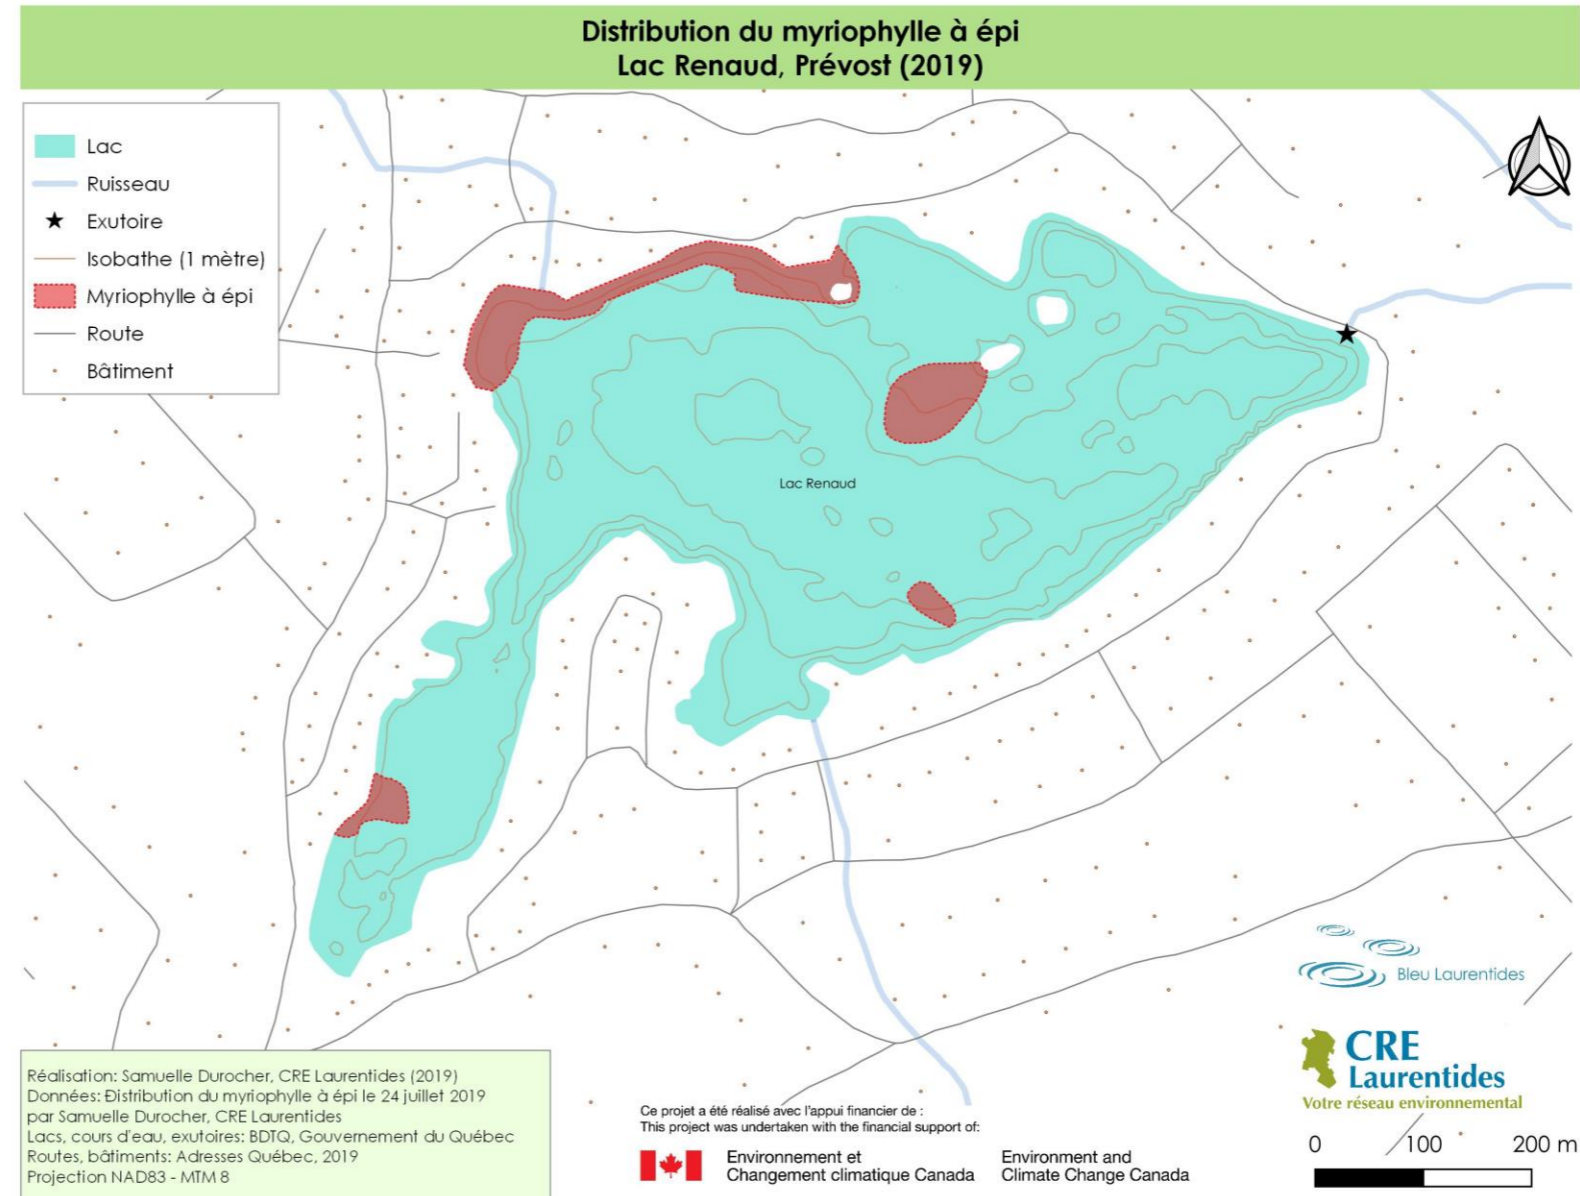 Distribution du myriophylle à épi
Lac Renaud, Prévost (2019)
Lac
Ruisseau
Exutoire
Isobathe (1 mètre)
Myriophylle à épi
Route
Bâtiment
Lac Renaud
Bleu Laurentides
CRE
Laurentides
Votre réseau environnemental
0 100 200 m
Réalisation: Samuelle Durocher, CRE Laurentides (2019)
Données: Distribution du myriophylle à épi le 24 juillet 2019
par Samuelle Durocher, CRE Laurentides
Lacs, cours d'eau, exutoires: BDTQ, Gouvernement du Québec
Routes, bâtiments: Adresses Québec, 2019
Projection NAD83 - MTM 8
Ce projet a été réalisé avec l'appui financier de :
This project was undertaken with the financial support of:
Environnement et
Changement climatique Canada
Environment and
Climate Change Canada